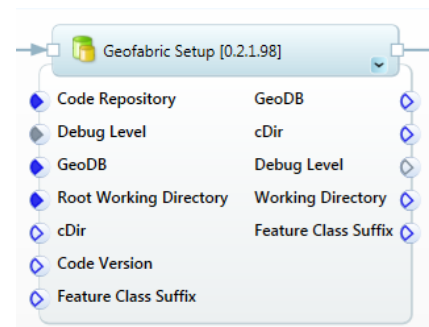 Geofabric Setup [0.2.1.98]
Code Repository GeoDB
Debug Level cDir
GeoDB Debug Level
Root Working Directory Working Directory
cDir Feature Class Suffix
Code Version
Feature Class Suffix